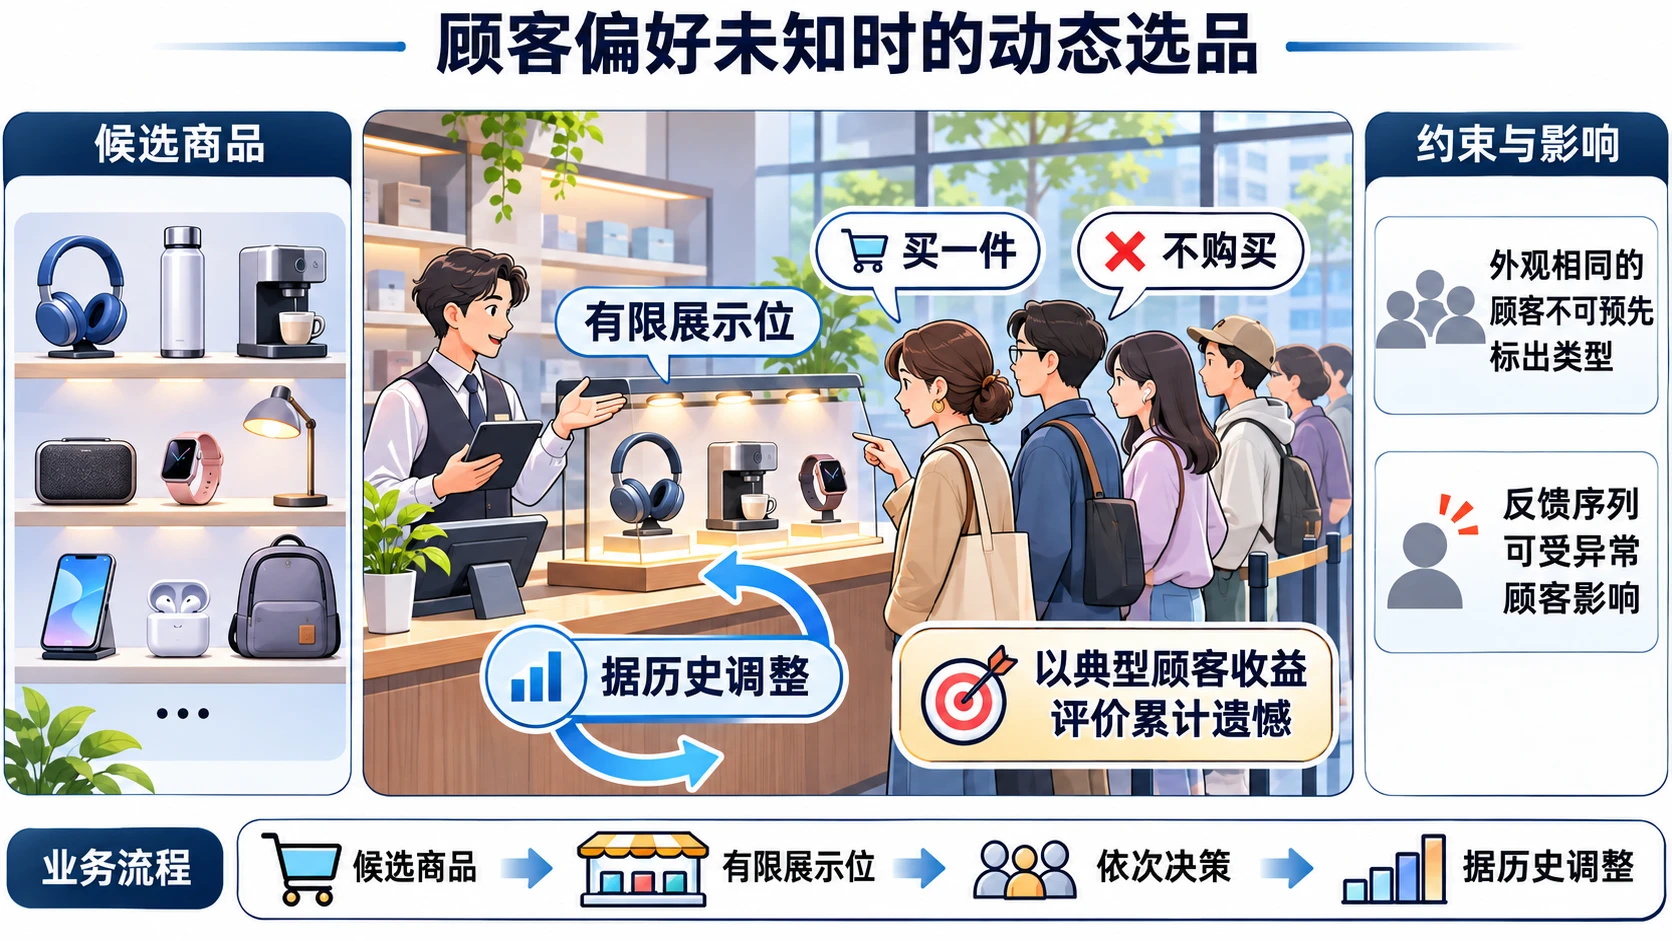 顾客偏好未知时的动态选品
候选商品
有限展示位
买一件
不购买
据历史调整
以典型顾客收益
评价累计遗憾
约束与影响
外观相同的
顾客不可预先
标出类型
反馈序列
可受异常
顾客影响
业务流程
候选商品
有限展示位
依次决策
据历史调整